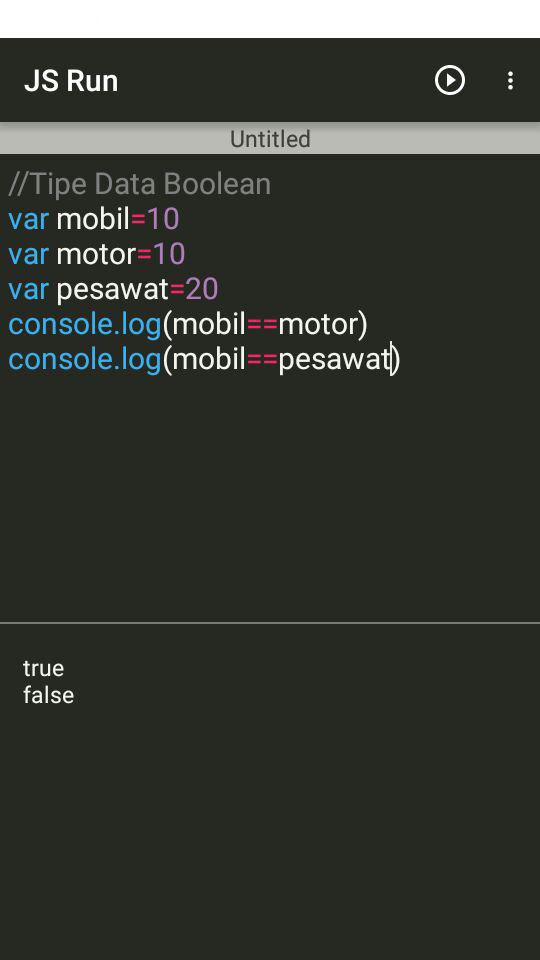 JS Run
Untitled
//Tipe Data Boolean
var mobil=10
var motor=10
var pesawat=20
console.log(mobil==motor)
console.log(mobil==pesawat)
true
false